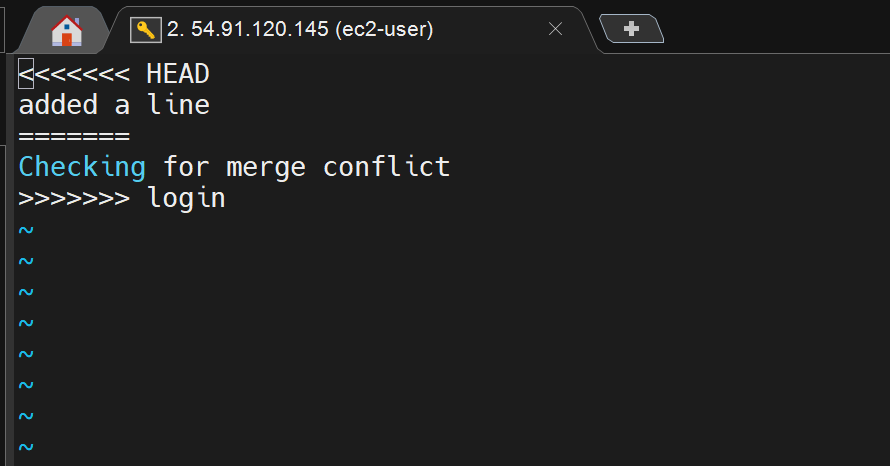 2. 54.91.120.145 (ec2-user)
<<<<<<< HEAD
added a line
=======
Checking for merge conflict
>>>>>>> login
~
~
~
~
~
~
~
~